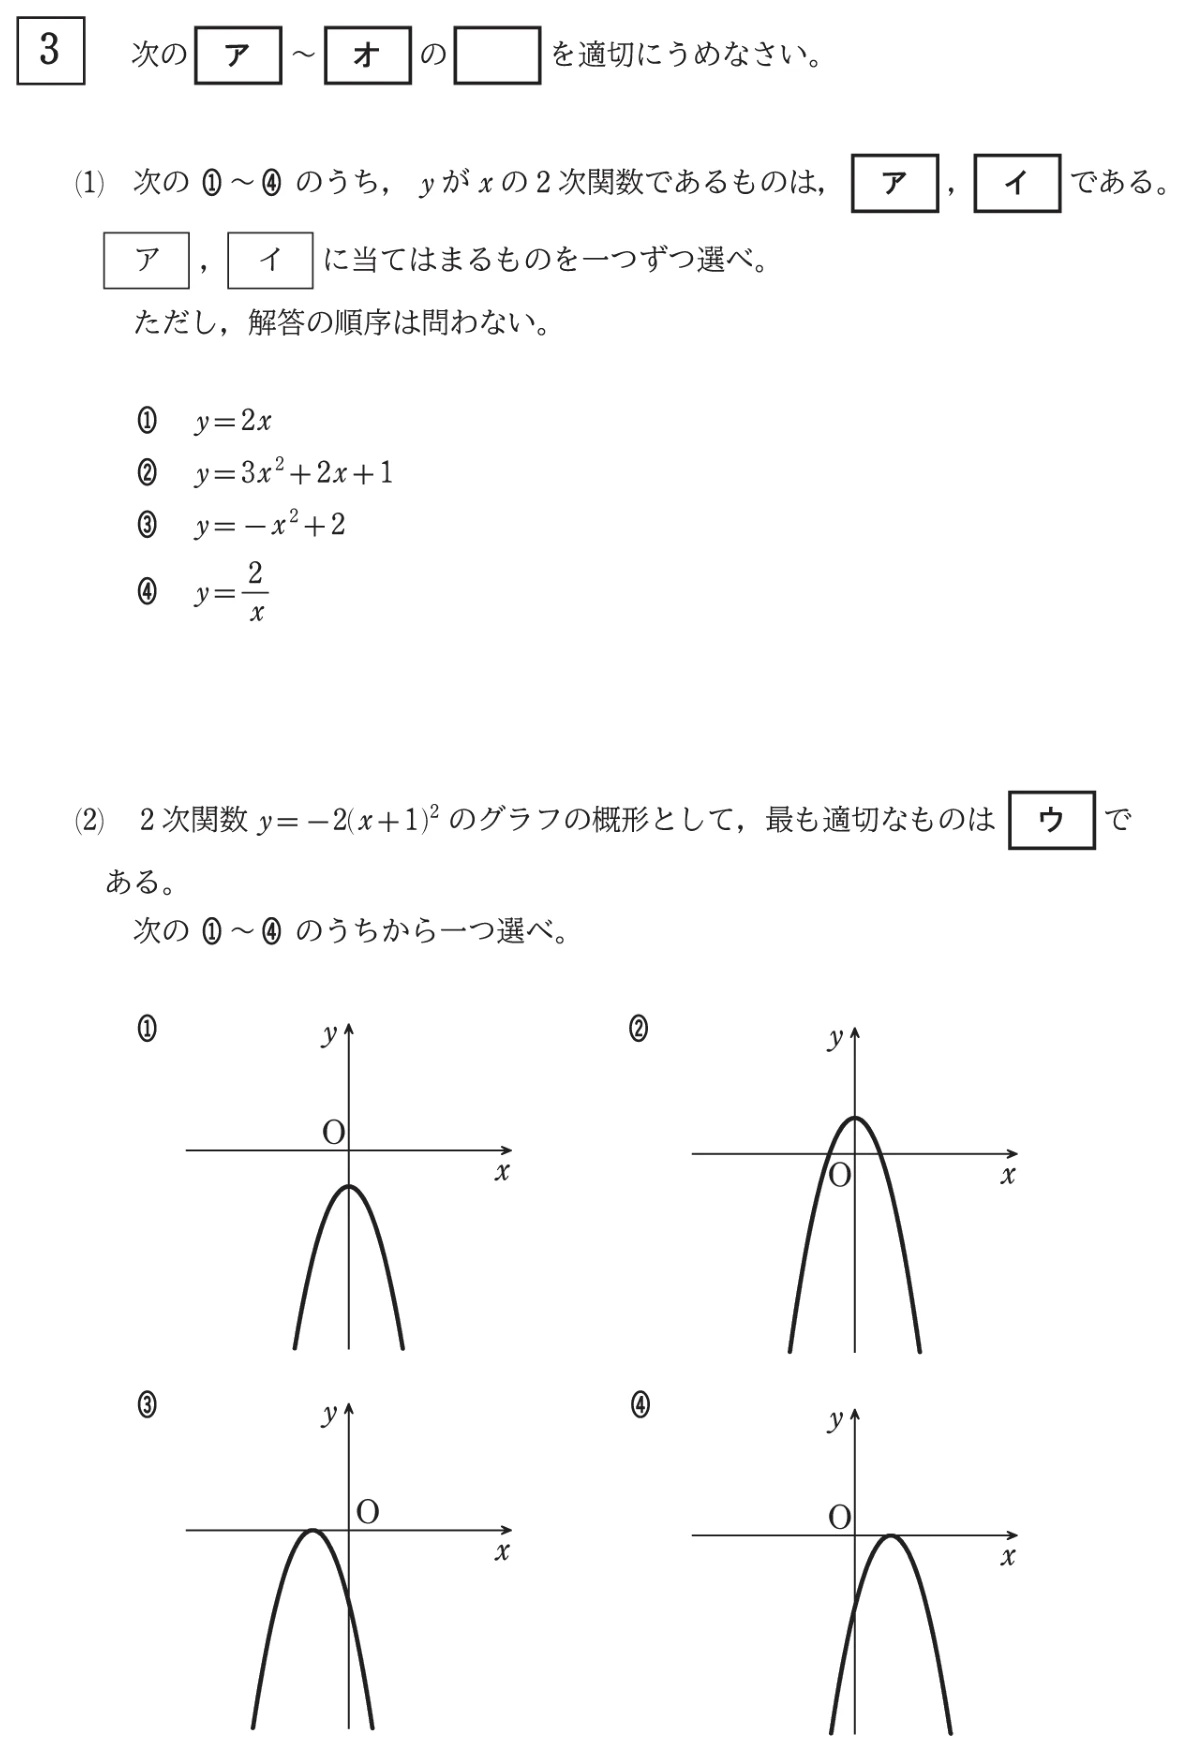 3 次の ア ～ オ の を適切にうめなさい。
(1) 次の ① ～ ④ のうち， y が x の 2 次関数であるものは， ア ， イ である。
ア ， イ に当てはまるものを一つずつ選べ。
ただし，解答の順序は問わない。
① y=2x
② y=3x²+2x+1
③ y=−x²+2
④ y=2/x
(2) 2 次関数 y=−2(x+1)² のグラフの概形として，最も適切なものは ウ で
ある。
次の ① ～ ④ のうちから一つ選べ。
① y O x
② y O x
③ y O x
④ y O x